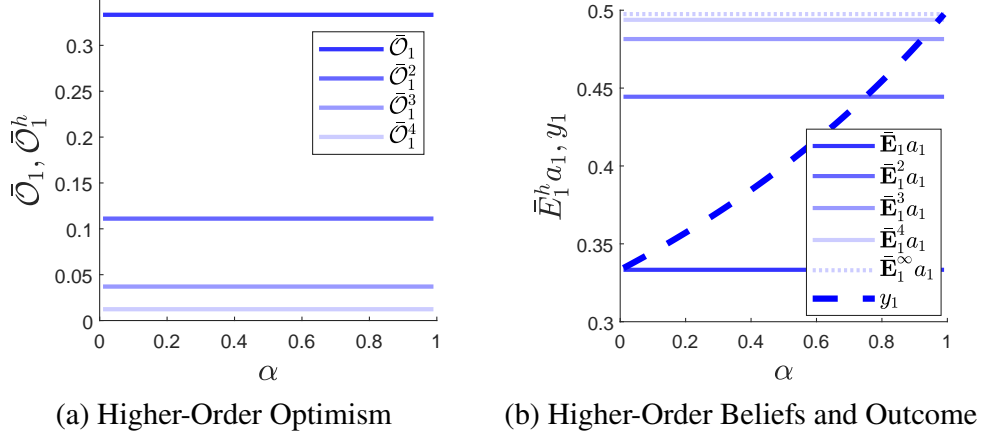 0.3
0.25
0.2
0.15
0.1
0.05
0
0 0.2 0.4 0.6 0.8 1
α
𝒪̄₁, 𝒪̄₁ʰ
𝒪̄₁
𝒪̄₁²
𝒪̄₁³
𝒪̄₁⁴
(a) Higher-Order Optimism
0.5
0.45
0.4
0.35
0.3
0 0.2 0.4 0.6 0.8 1
α
Ē₁ʰa₁, y₁
𝐄̄₁a₁
𝐄̄₁²a₁
𝐄̄₁³a₁
𝐄̄₁⁴a₁
𝐄̄₁^∞a₁
y₁
(b) Higher-Order Beliefs and Outcome